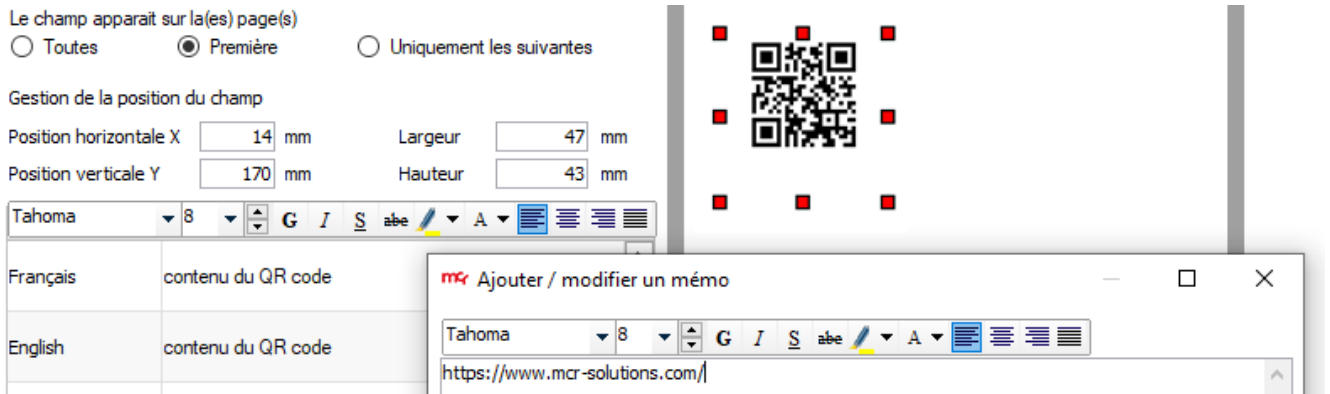 Le champ apparait sur la(es) page(s)
Toutes Première Uniquement les suivantes
Gestion de la position du champ
Position horizontale X 14 mm Largeur 47 mm
Position verticale Y 170 mm Hauteur 43 mm
Tahoma 8 G I S abc A
Français contenu du QR code
English contenu du QR code
mcr Ajouter / modifier un mémo
Tahoma 8 G I S abc A
https://www.mcr-solutions.com/